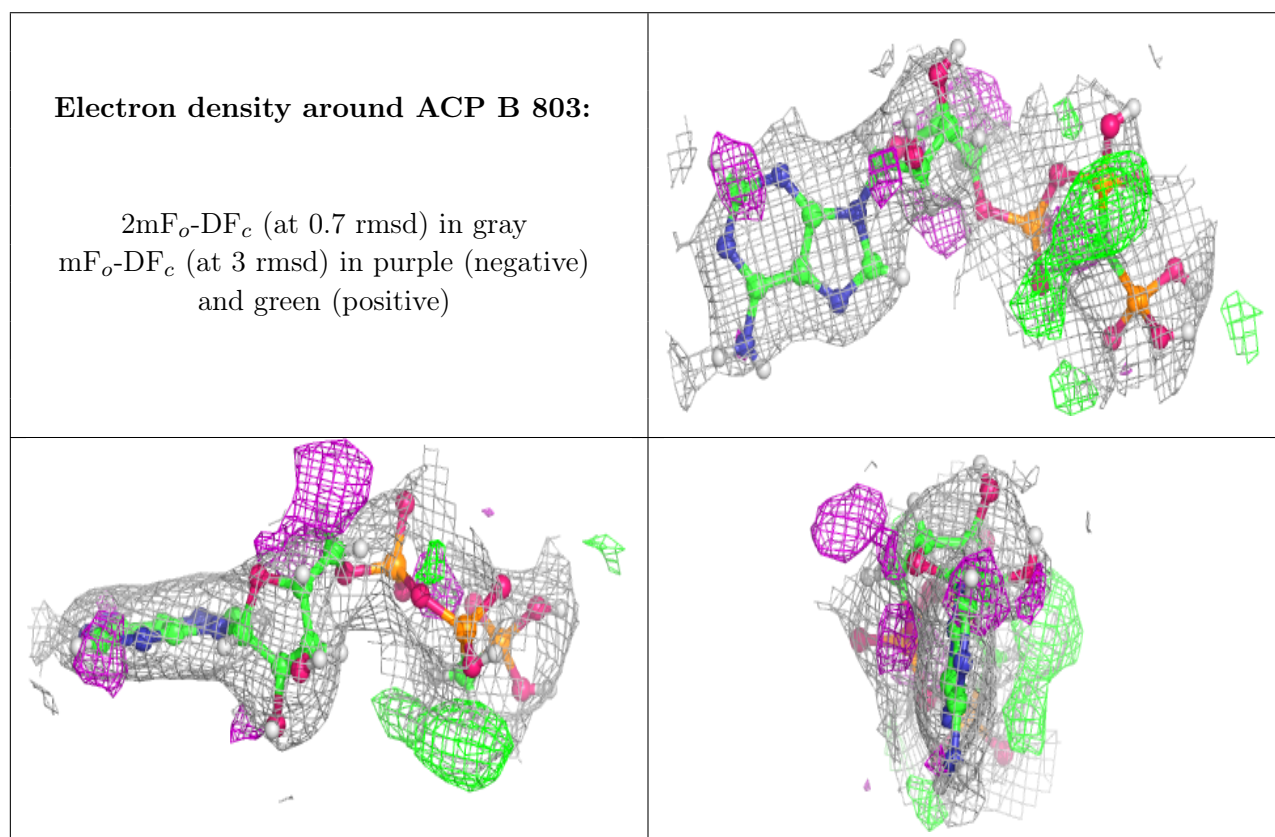 Electron density around ACP B 803:
2mFo-DFc (at 0.7 rmsd) in gray
mFo-DFc (at 3 rmsd) in purple (negative)
and green (positive)